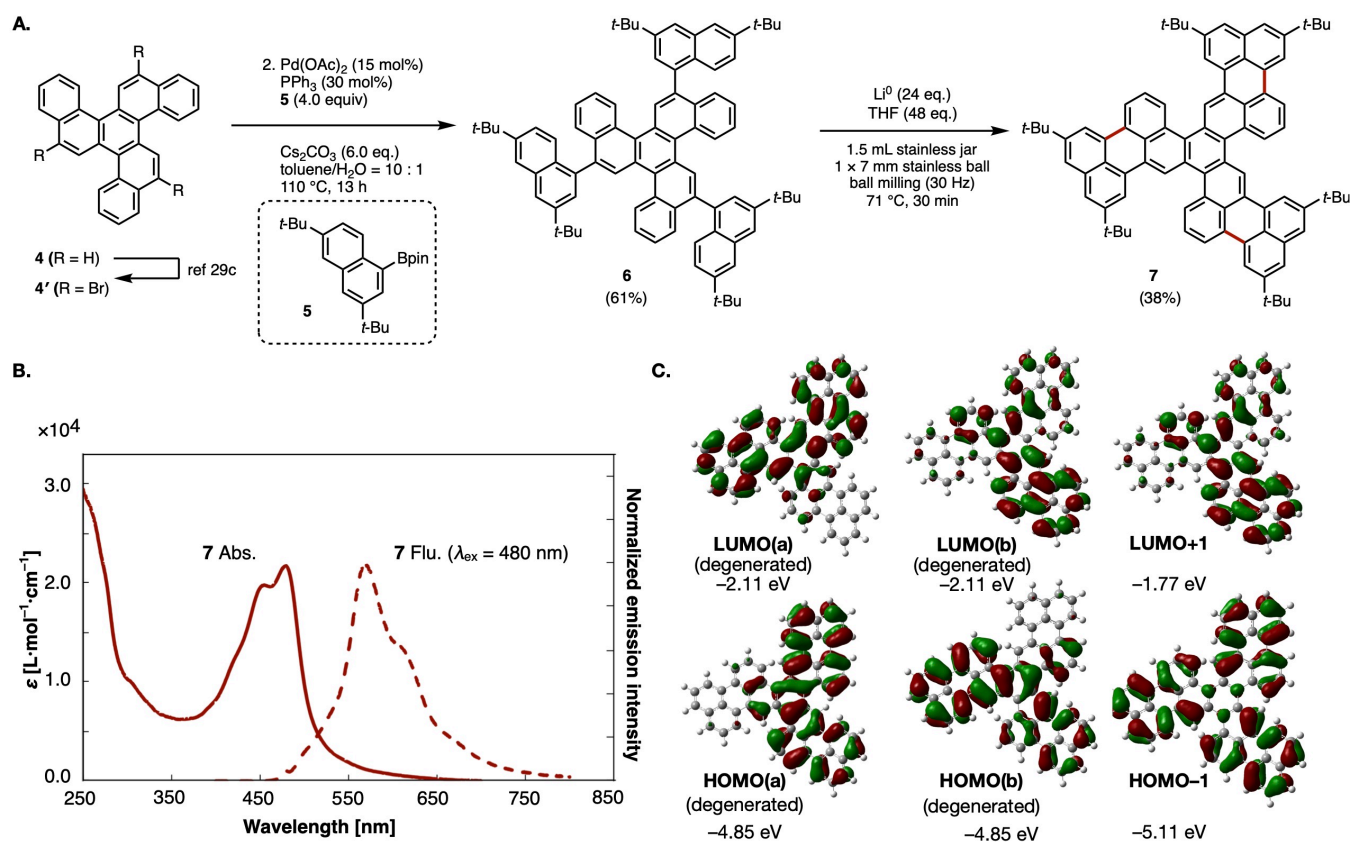 A.
R
R
R
4 (R = H)
4′ (R = Br)
ref 29c
2. Pd(OAc)2 (15 mol%)
PPh3 (30 mol%)
5 (4.0 equiv)
Cs2CO3 (6.0 eq.)
toluene/H2O = 10 : 1
110 °C, 13 h
t-Bu
Bpin
5
t-Bu
t-Bu
t-Bu
t-Bu
t-Bu
t-Bu
t-Bu
6
(61%)
Li0 (24 eq.)
THF (48 eq.)
1.5 mL stainless jar
1 × 7 mm stainless ball
ball milling (30 Hz)
71 °C, 30 min
t-Bu
t-Bu
t-Bu
t-Bu
t-Bu
t-Bu
7
(38%)
B.
×10⁴
3.0
2.0
1.0
0.0
ε [L·mol⁻¹·cm⁻¹]
7 Abs.
7 Flu. (λex = 480 nm)
Normalized emission intensity
250 350 450 550 650 750 850
Wavelength [nm]
C.
LUMO(a)
(degenerated)
−2.11 eV
LUMO(b)
(degenerated)
−2.11 eV
LUMO+1
−1.77 eV
HOMO(a)
(degenerated)
−4.85 eV
HOMO(b)
(degenerated)
−4.85 eV
HOMO−1
−5.11 eV